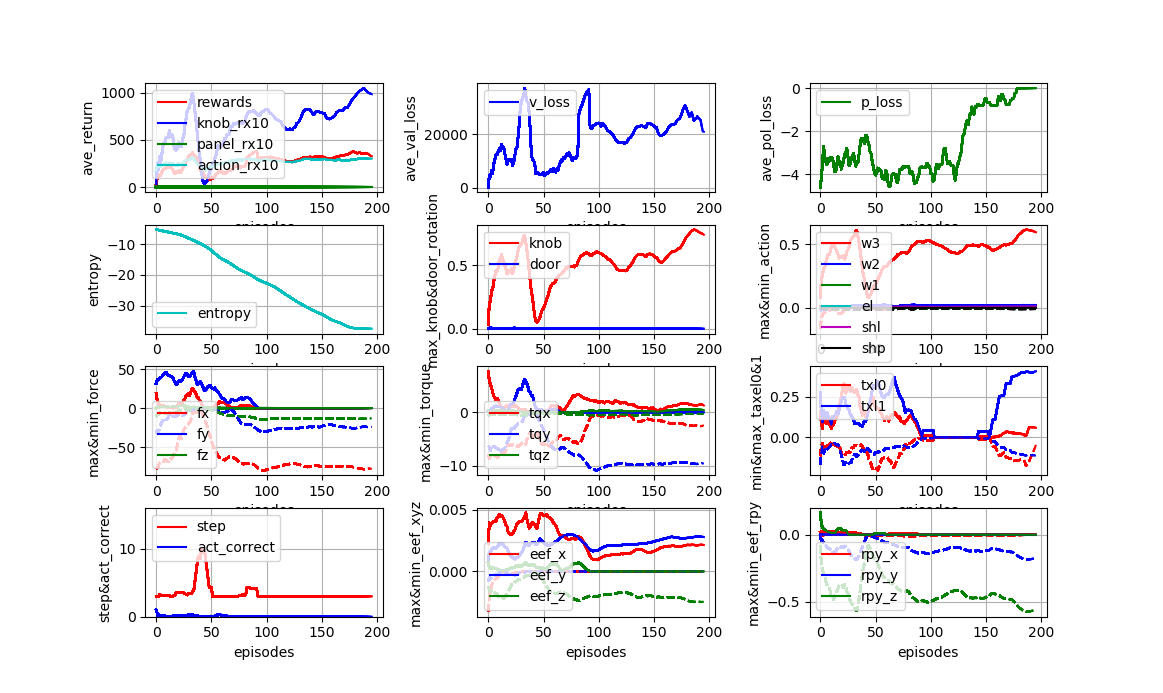 ave_return
1000
500
0
rewards
knob_rx10
panel_rx10
action_rx10
0 50 100 150 200
episodes
ave_val_loss
20000
0
v_loss
0 50 100 150 200
episodes
ave_pol_loss
0
−2
−4
p_loss
0 50 100 150 200
episodes
entropy
−10
−20
−30
entropy
0 50 100 150 200
max_knob&door_rotation
0.5
0.0
knob
door
0 50 100 150 200
max&min_action
0.5
0.0
w3
w2
w1
el
shl
shp
0 50 100 150 200
max&min_force
50
0
−50
fx
fy
fz
0 50 100 150 200
episodes
max&min_torque
0
−10
tqx
tqy
tqz
0 50 100 150 200
episodes
min&max_taxel0&1
0.25
0.00
txl0
txl1
0 50 100 150 200
episodes
step&act_correct
10
0
step
act_correct
0 50 100 150 200
episodes
max&min_eef_xyz
0.005
0.000
eef_x
eef_y
eef_z
0 50 100 150 200
episodes
max&min_eef_rpy
0.0
−0.5
rpy_x
rpy_y
rpy_z
0 50 100 150 200
episodes